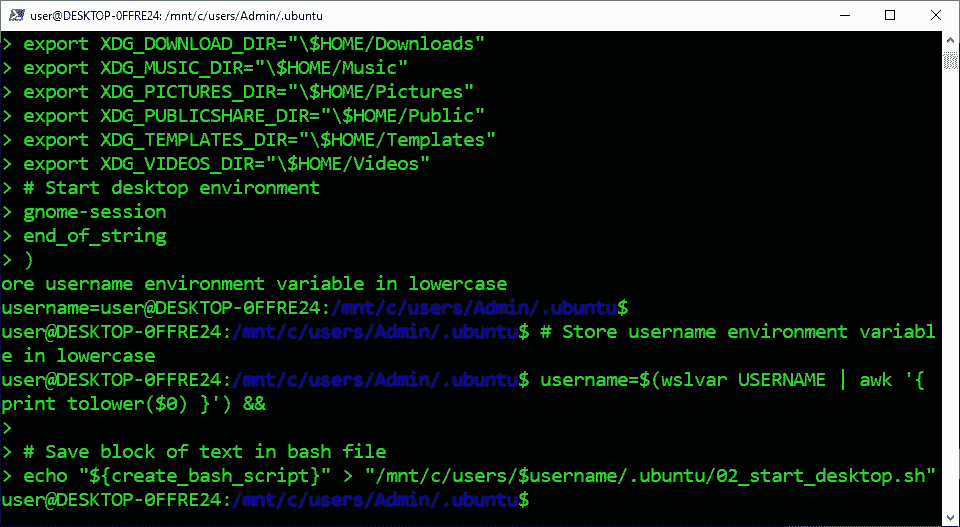 user@DESKTOP-0FFRE24: /mnt/c/users/Admin/.ubuntu
> export XDG_DOWNLOAD_DIR="\$HOME/Downloads"
> export XDG_MUSIC_DIR="\$HOME/Music"
> export XDG_PICTURES_DIR="\$HOME/Pictures"
> export XDG_PUBLICSHARE_DIR="\$HOME/Public"
> export XDG_TEMPLATES_DIR="\$HOME/Templates"
> export XDG_VIDEOS_DIR="\$HOME/Videos"
> # Start desktop environment
> gnome-session
> end_of_string
> )
ore username environment variable in lowercase
username=user@DESKTOP-0FFRE24:/mnt/c/users/Admin/.ubuntu$
user@DESKTOP-0FFRE24:/mnt/c/users/Admin/.ubuntu$ # Store username environment variabl
e in lowercase
user@DESKTOP-0FFRE24:/mnt/c/users/Admin/.ubuntu$ username=$(wslvar USERNAME | awk '{
print tolower($0) }') &&
>
> # Save block of text in bash file
> echo "${create_bash_script}" > "/mnt/c/users/$username/.ubuntu/02_start_desktop.sh"
user@DESKTOP-0FFRE24:/mnt/c/users/Admin/.ubuntu$